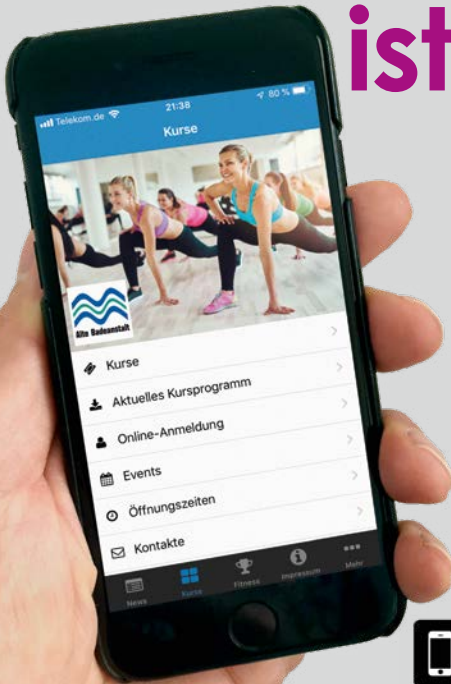 ist
Telekom.de 21:38 80 %
Kurse
Alte Badeanstalt
Kurse
Aktuelles Kursprogramm
Online-Anmeldung
Events
Öffnungszeiten
Kontakte
News Kurse Fitness Impressum Mehr